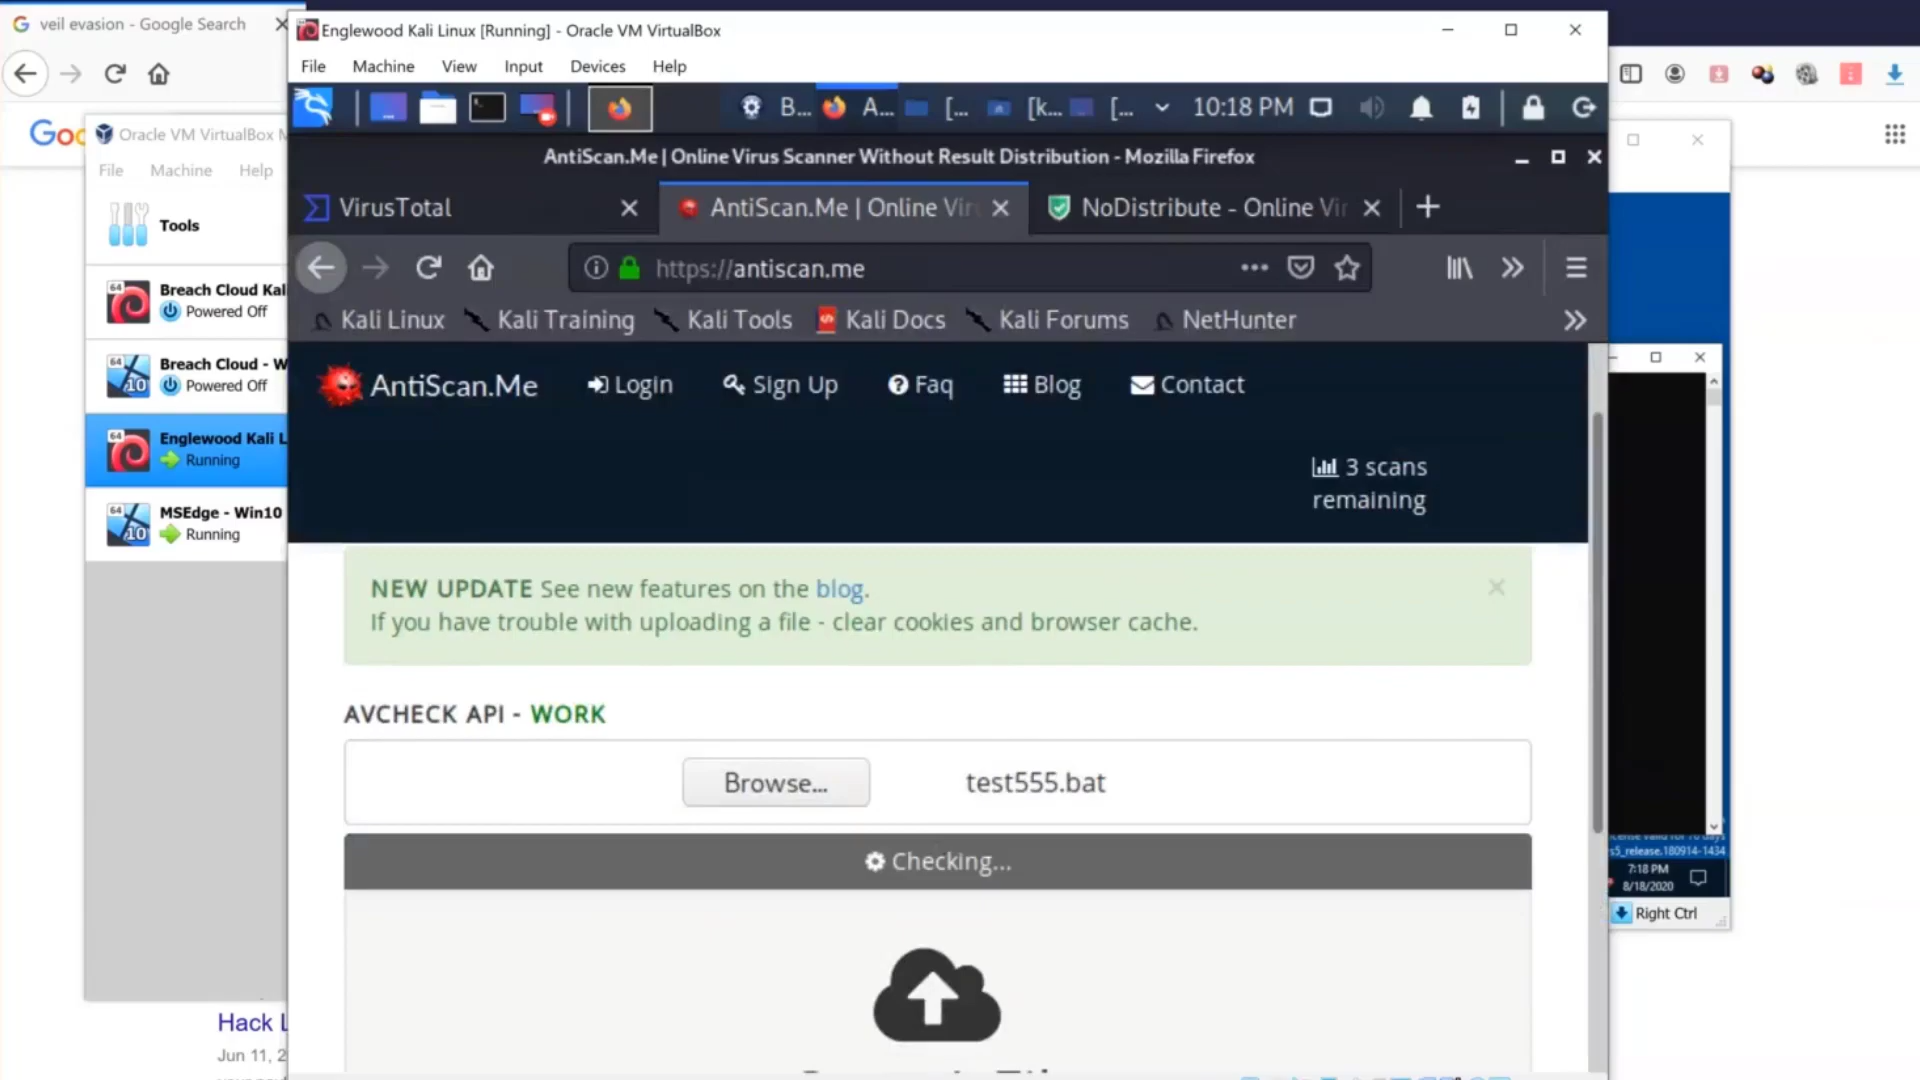 veil evasion - Google Search
Englewood Kali Linux [Running] - Oracle VM VirtualBox
File Machine View Input Devices Help
B... A... [... [k... [... 10:18 PM
Goo
Oracle VM VirtualBox M
File Machine Help
AntiScan.Me | Online Virus Scanner Without Result Distribution - Mozilla Firefox
VirusTotal
AntiScan.Me | Online Vir
NoDistribute - Online Vir
Tools
https://antiscan.me
Kali Linux Kali Training Kali Tools Kali Docs Kali Forums NetHunter
Breach Cloud Kal
Powered Off
Breach Cloud - W
Powered Off
Englewood Kali L
Running
MSEdge - Win10
Running
AntiScan.Me Login Sign Up Faq Blog Contact
3 scans
remaining
NEW UPDATE See new features on the blog.
If you have trouble with uploading a file - clear cookies and browser cache.
AVCHECK API - WORK
Browse... test555.bat
Checking...
s5_release.180914-1434
7:18 PM
8/18/2020
Right Ctrl
Hack L
Jun 11, 2